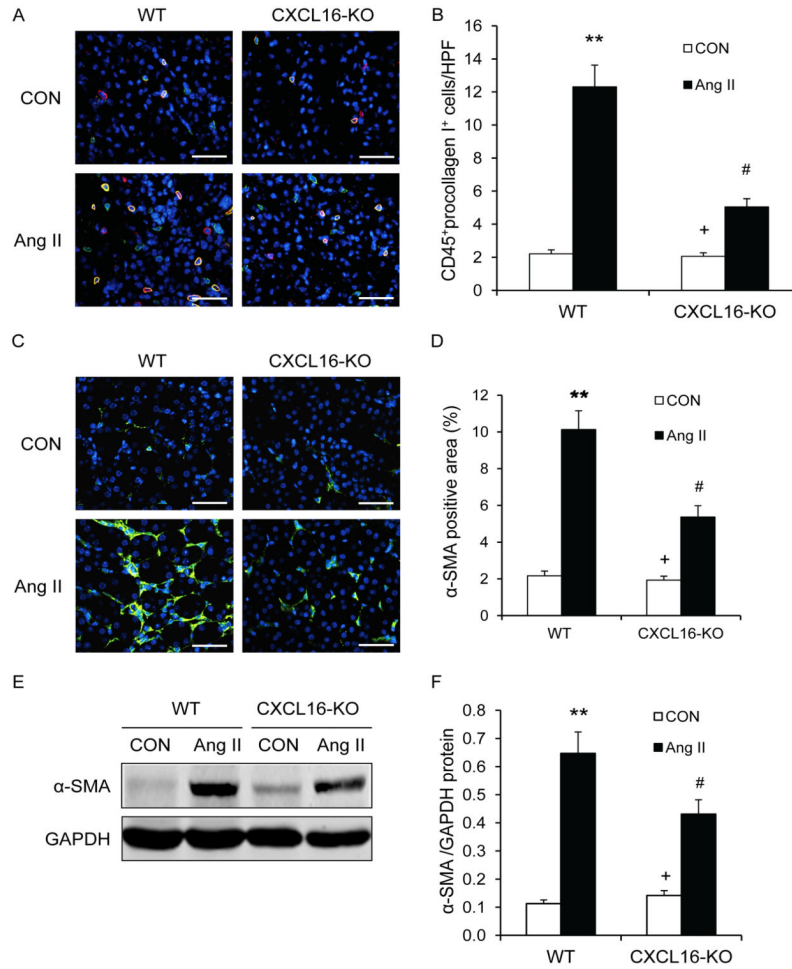 A
WT
CXCL16-KO
CON
Ang II
B
CD45⁺procollagen I⁺ cells/HPF
16
14
12
10
8
6
4
2
0
**
+
#
CON
Ang II
WT
CXCL16-KO
C
WT
CXCL16-KO
CON
Ang II
D
α-SMA positive area (%)
12
10
8
6
4
2
0
**
+
#
CON
Ang II
WT
CXCL16-KO
E
WT CXCL16-KO
CON Ang II CON Ang II
α-SMA
GAPDH
F
α-SMA /GAPDH protein
0.8
0.7
0.6
0.5
0.4
0.3
0.2
0.1
0.0
**
+
#
CON
Ang II
WT
CXCL16-KO